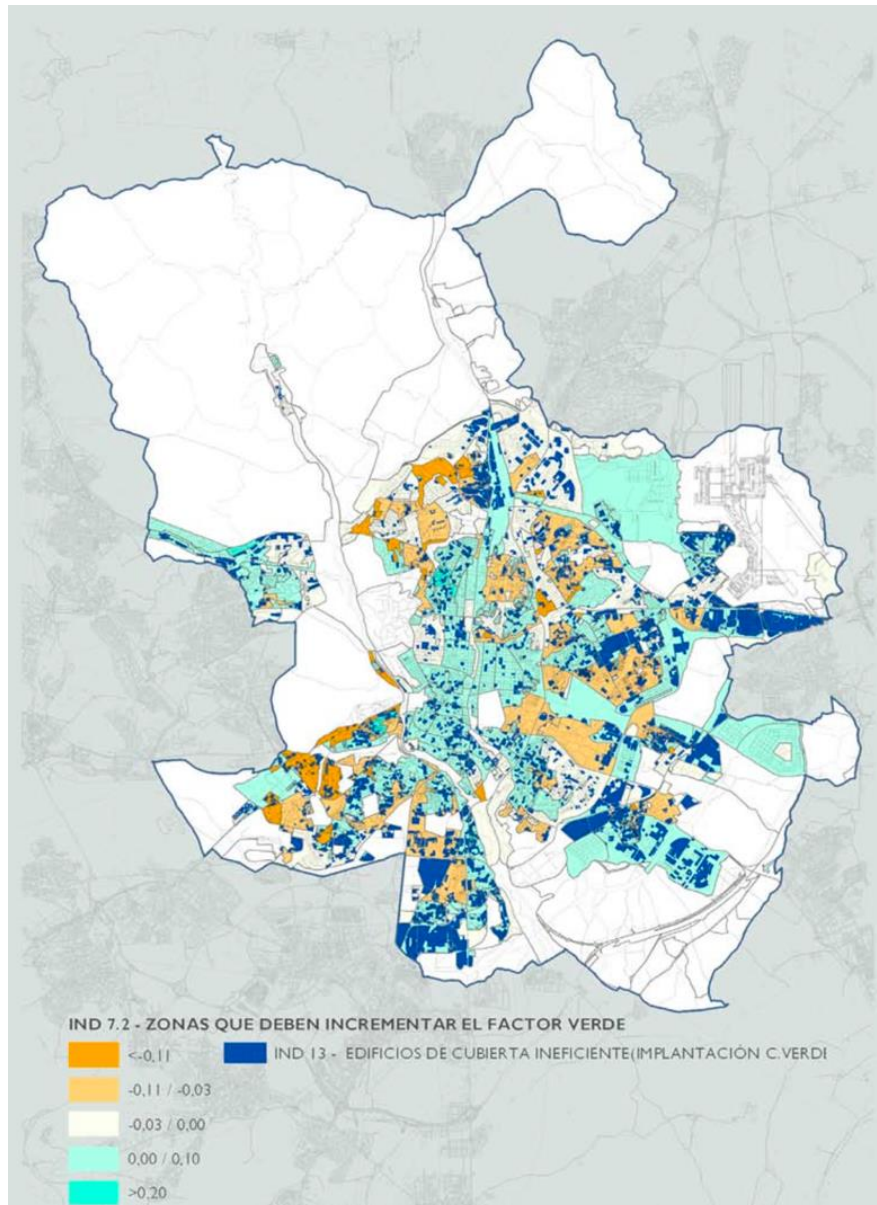 IND 7.2 - ZONAS QUE DEBEN INCREMENTAR EL FACTOR VERDE
<-0,11
IND 13 - EDIFICIOS DE CUBIERTA INEFICIENTE(IMPLANTACIÓN C.VERDI
-0,11 / -0,03
-0,03 / 0,00
0,00 / 0,10
>0,20